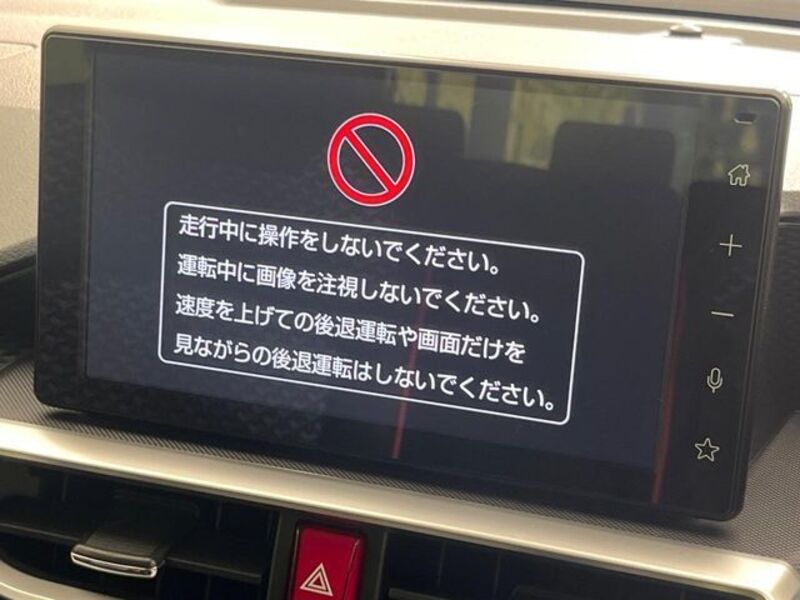 走行中に操作をしないでください。
運転中に画像を注視しないでください。
速度を上げての後退運転や画面だけを
見ながらの後退運転はしないでください。